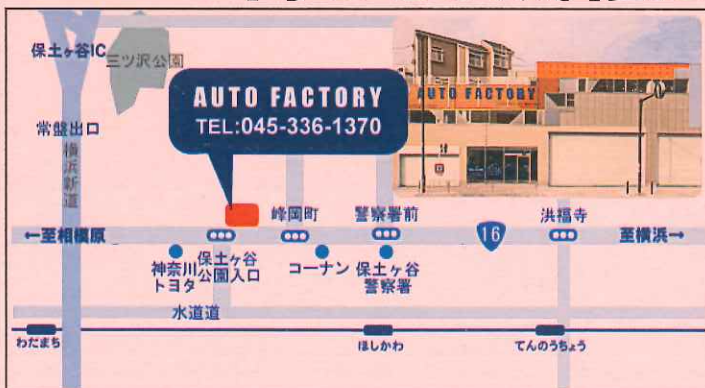 保土ヶ谷IC
三ツ沢公園
AUTO FACTORY
TEL:045-336-1370
AUTO FACTORY
常盤出口
横浜新道
峰岡町
警察署前
洪福寺
←至相模原
16
至横浜→
神奈川
トヨタ
保土ヶ谷
公園入口
コーナン
保土ヶ谷
警察署
水道道
わだまち
ほしかわ
てんのうちょう